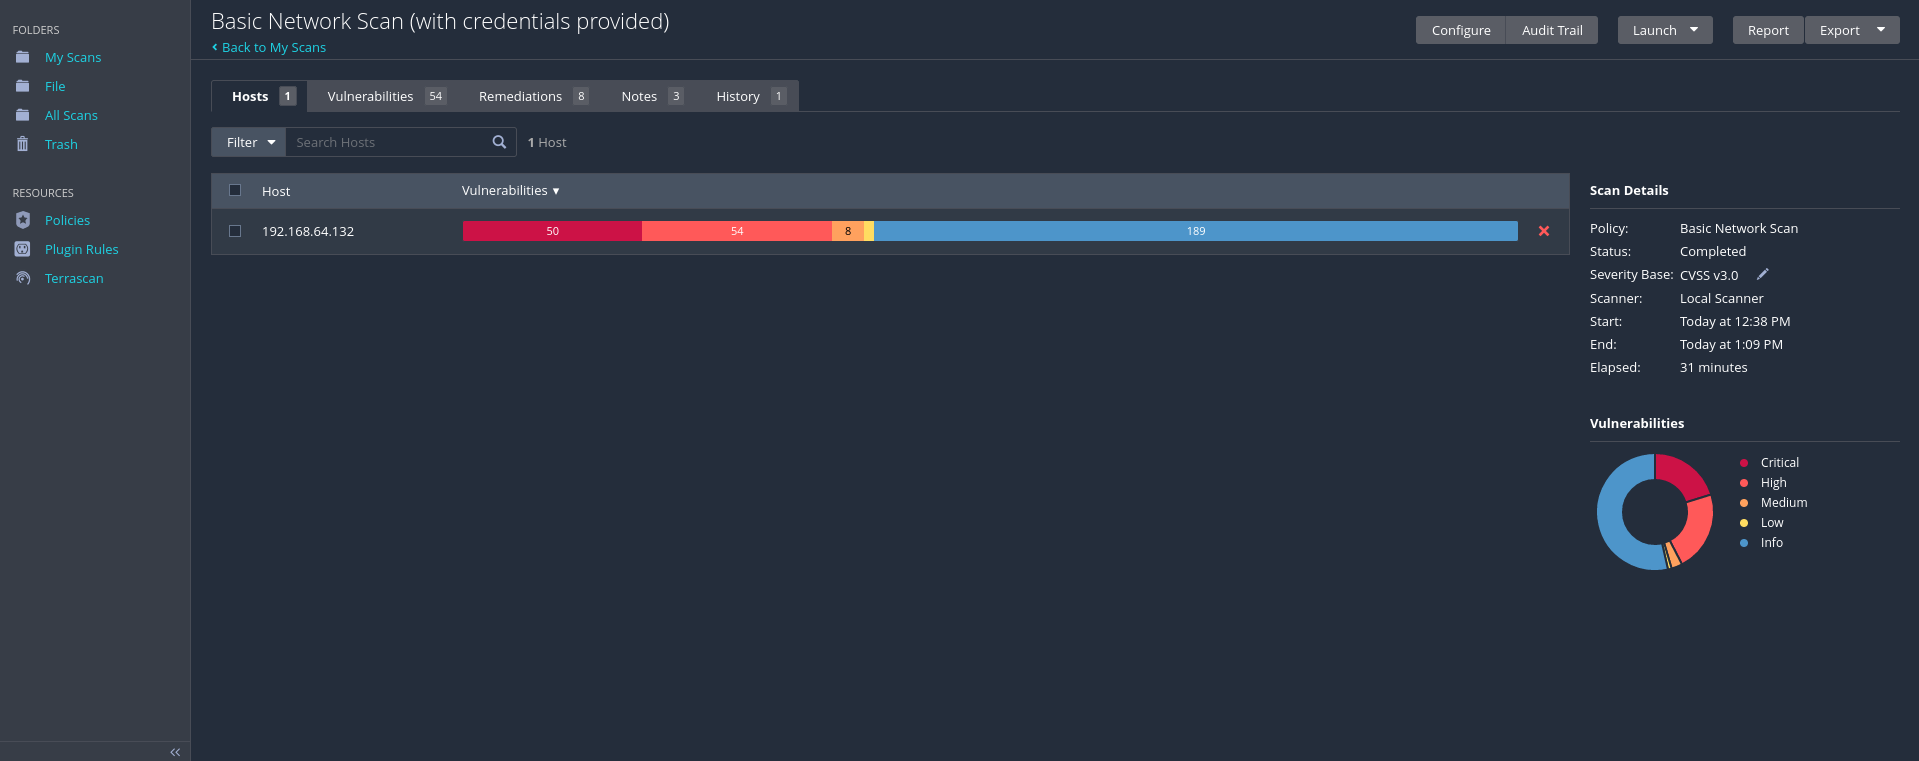 FOLDERS
My Scans
File
All Scans
Trash
RESOURCES
Policies
Plugin Rules
Terrascan
Basic Network Scan (with credentials provided)
Back to My Scans
Configure Audit Trail Launch Report Export
Hosts 1 Vulnerabilities 54 Remediations 8 Notes 3 History 1
Filter Search Hosts 1 Host
Host Vulnerabilities
192.168.64.132 50 54 8 189
Scan Details
Policy: Basic Network Scan
Status: Completed
Severity Base: CVSS v3.0
Scanner: Local Scanner
Start: Today at 12:38 PM
End: Today at 1:09 PM
Elapsed: 31 minutes
Vulnerabilities
Critical
High
Medium
Low
Info